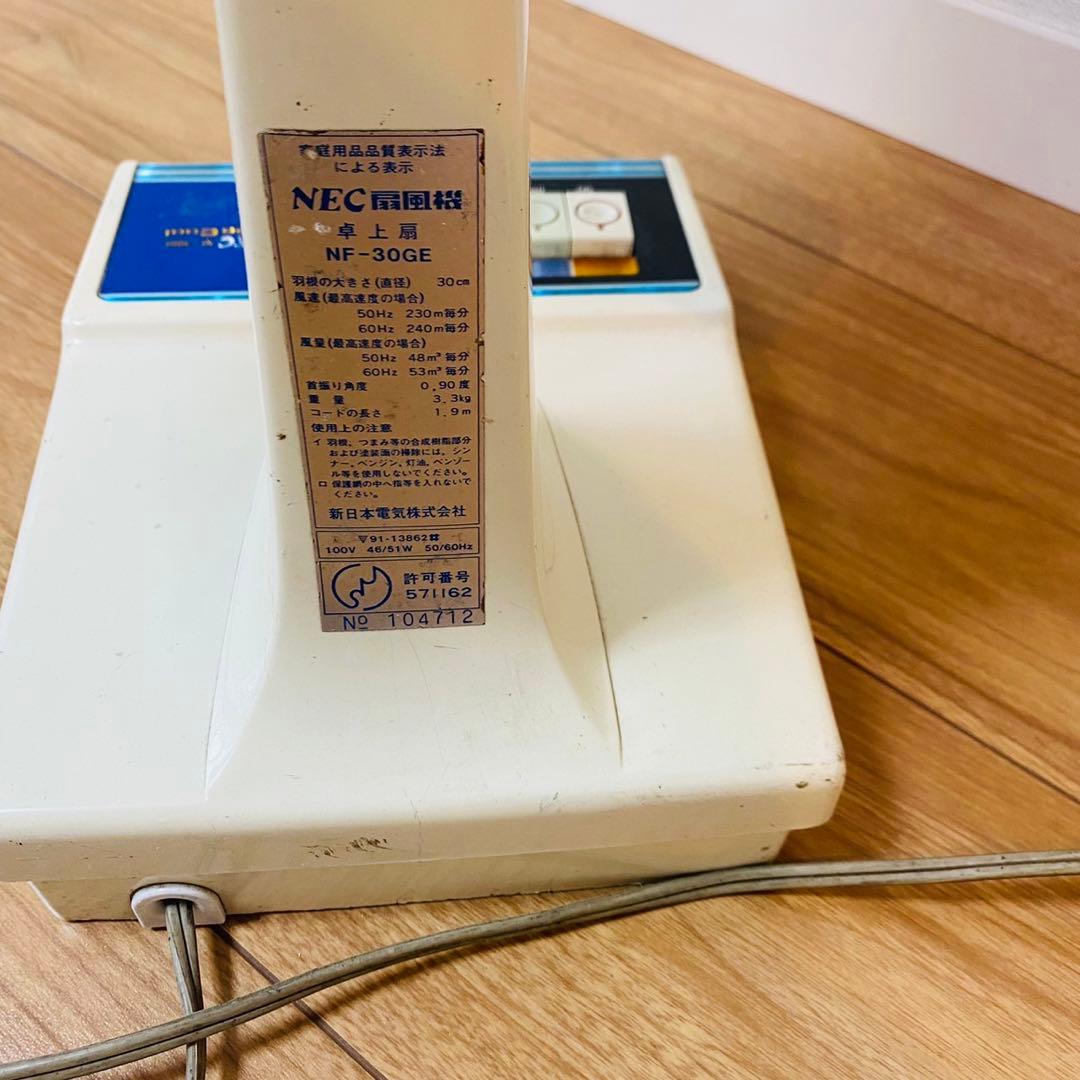 家庭用品品質表示法
による表示
NEC 扇風機
卓上扇
NF-30GE
羽根の大きさ(直径) 30cm
風速(最高速度の場合)
50Hz 230m毎分
60Hz 240m毎分
風量(最高速度の場合)
50Hz 48m³毎分
60Hz 53m³毎分
首振り角度 0,90度
重量 3.3kg
コードの長さ 1.9m
使用上の注意
イ 羽根、つまみ等の合成樹脂部分
および塗装面の掃除には、シン
ナー、ベンジン、灯油、ベンゾー
ル等を使用しないでください。
ロ 保護網の中へ指等を入れないで
ください。
新日本電気株式会社
▽91-13862
100V 46/51W 50/60Hz
許可番号
571162
No 104712